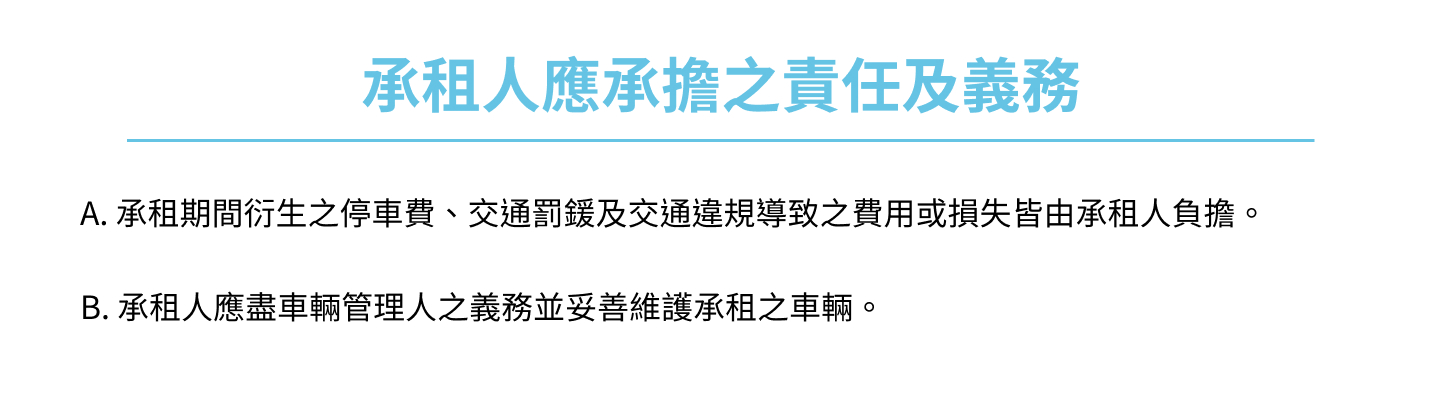 承租人應承擔之責任及義務
A. 承租期間衍生之停車費、交通罰鍰及交通違規導致之費用或損失皆由承租人負擔。
B. 承租人應盡車輛管理人之義務並妥善維護承租之車輛。